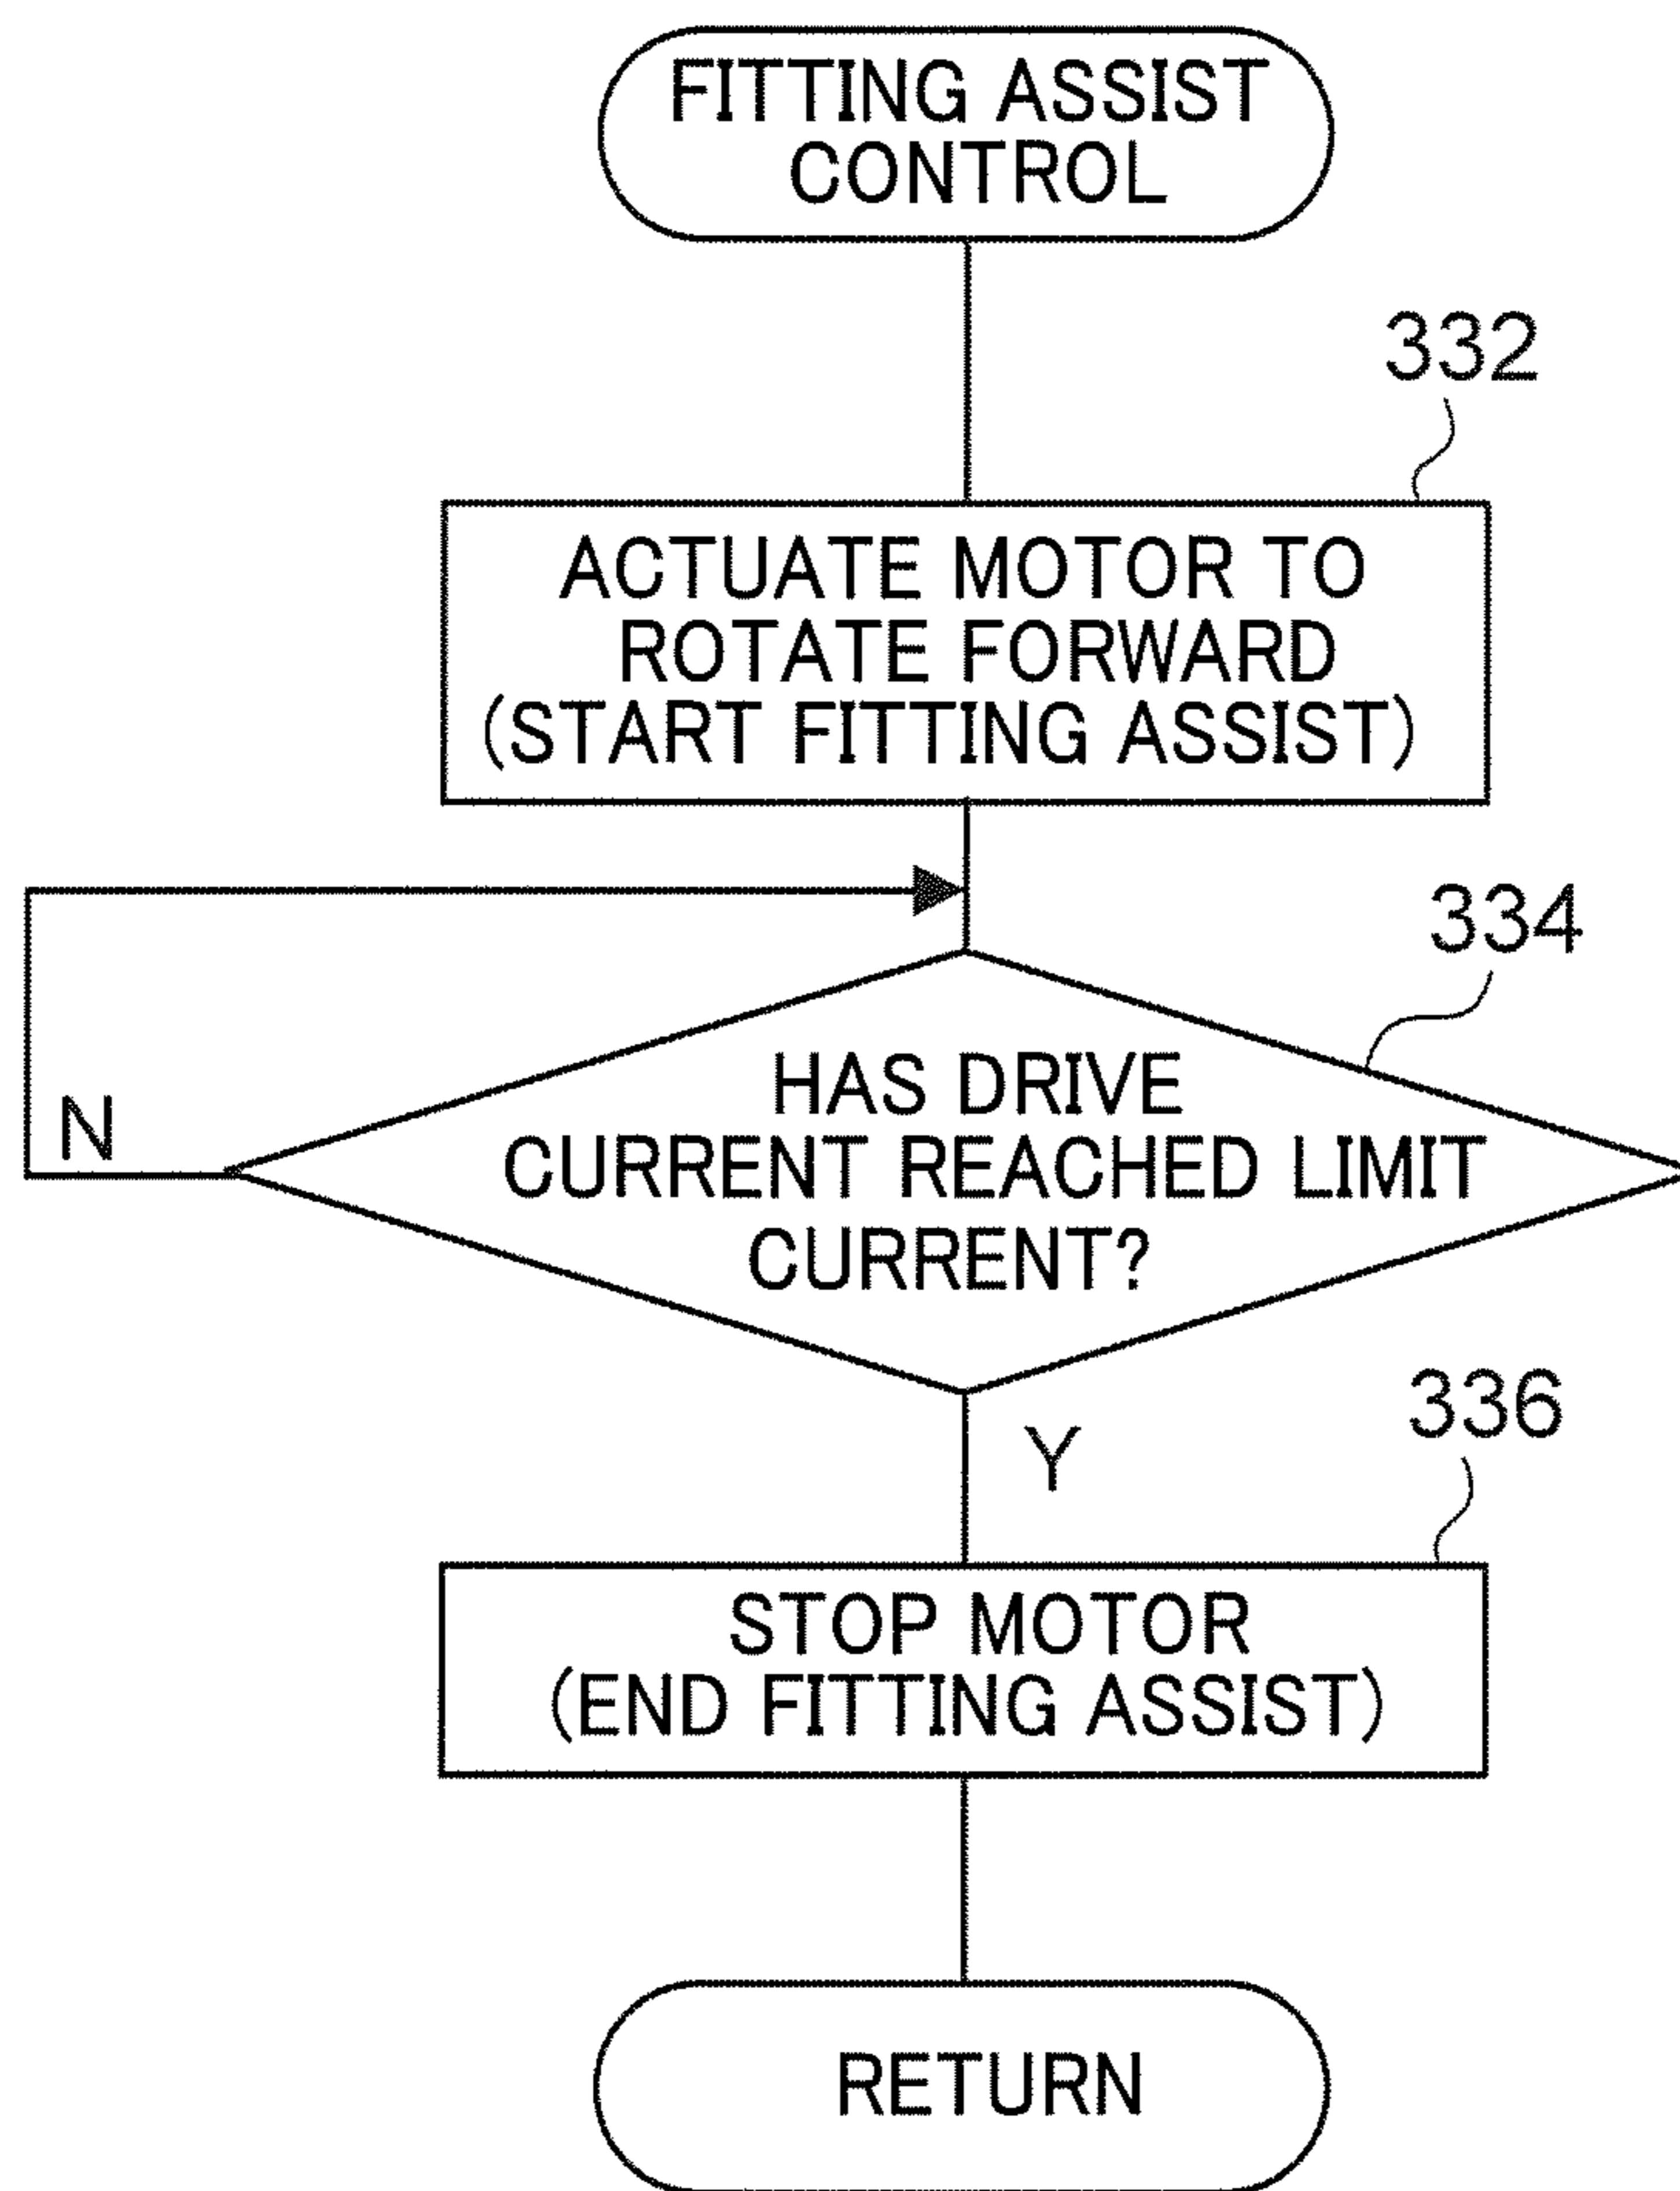 FITTING ASSIST
CONTROL
332
ACTUATE MOTOR TO
ROTATE FORWARD
(START FITTING ASSIST)
334
HAS DRIVE
CURRENT REACHED LIMIT
CURRENT?
N
Y
336
STOP MOTOR
(END FITTING ASSIST)
RETURN